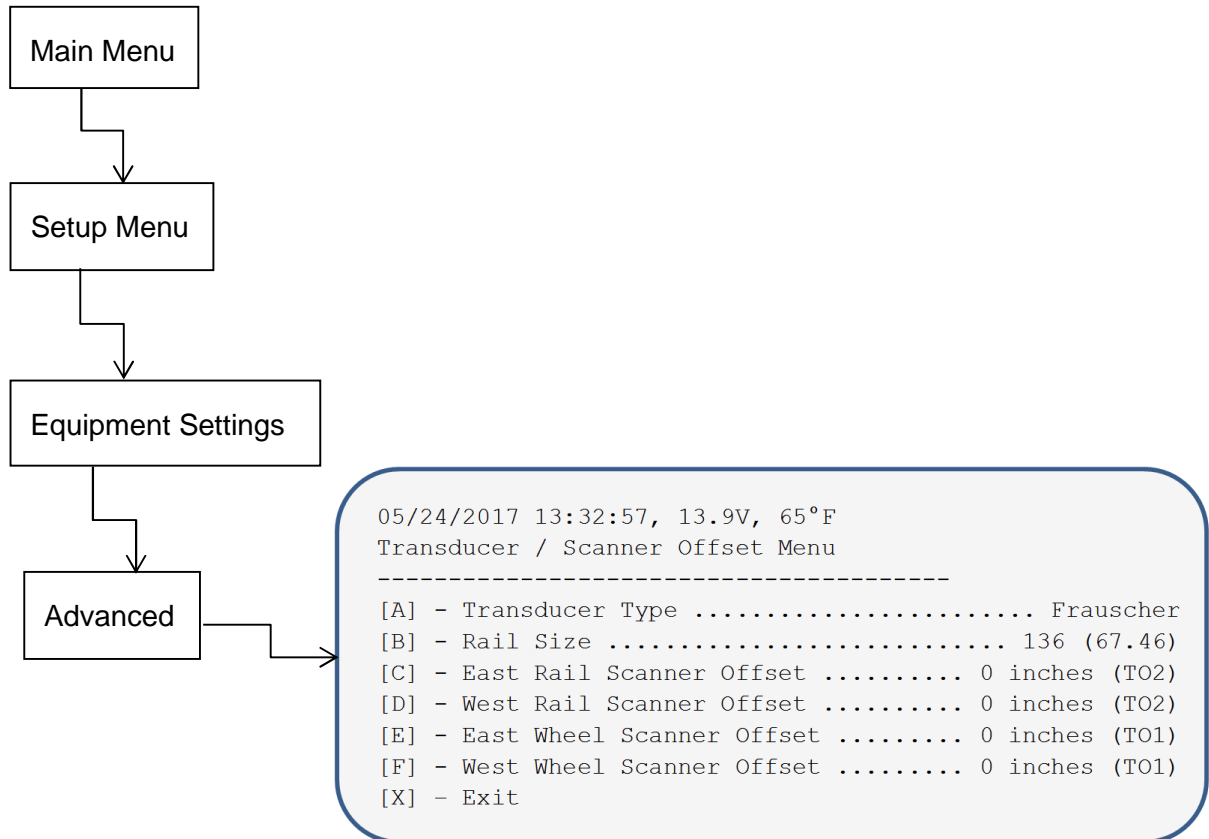 Main Menu
Setup Menu
Equipment Settings
Advanced
05/24/2017 13:32:57, 13.9V, 65°F
Transducer / Scanner Offset Menu
----------------------------------------
[A] - Transducer Type ........................ Frauscher
[B] - Rail Size ............................ 136 (67.46)
[C] - East Rail Scanner Offset .......... 0 inches (TO2)
[D] - West Rail Scanner Offset .......... 0 inches (TO2)
[E] - East Wheel Scanner Offset ......... 0 inches (TO1)
[F] - West Wheel Scanner Offset ......... 0 inches (TO1)
[X] – Exit